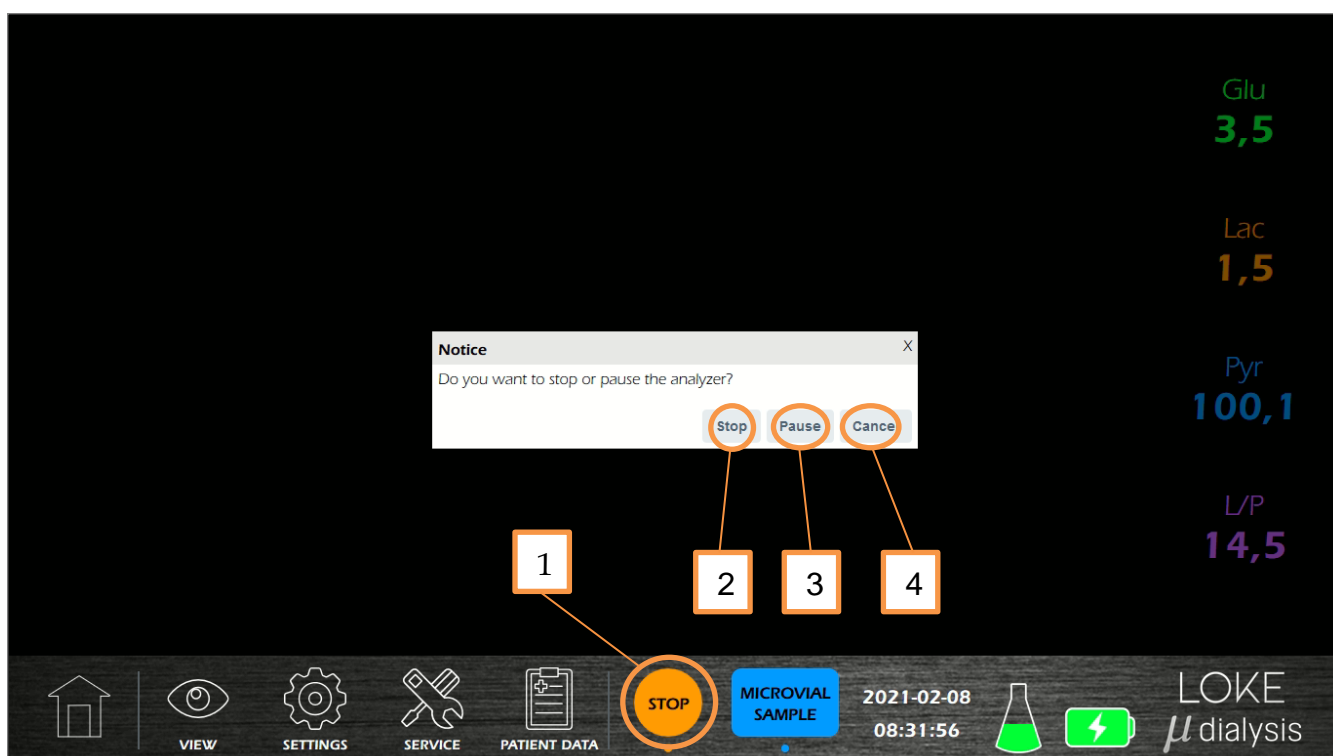 Glu
3,5
Lac
1,5
Pyr
100,1
L/P
14,5
Notice
X
Do you want to stop or pause the analyzer?
Stop
Pause
Cance
1
2
3
4
VIEW
SETTINGS
SERVICE
PATIENT DATA
STOP
MICROVIAL
SAMPLE
2021-02-08
08:31:56
LOKE
μ dialysis